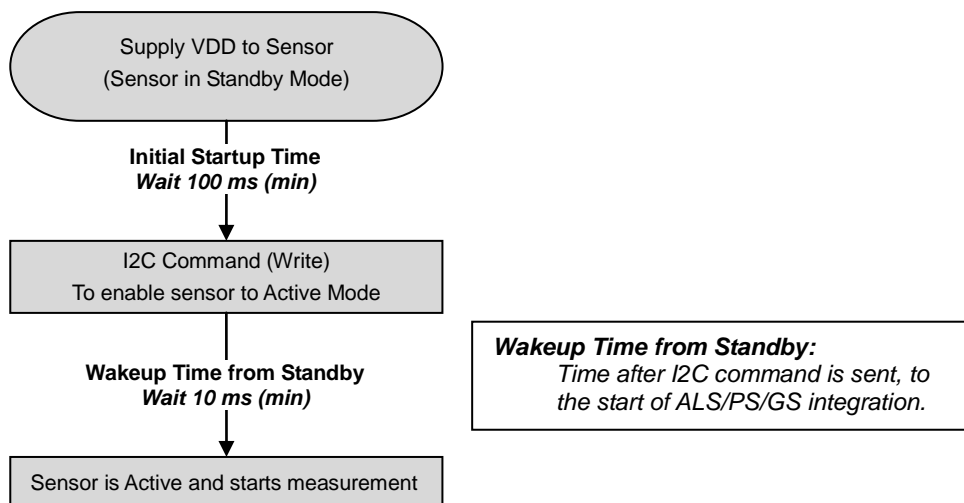 Supply VDD to Sensor
(Sensor in Standby Mode)
Initial Startup Time
Wait 100 ms (min)
I2C Command (Write)
To enable sensor to Active Mode
Wakeup Time from Standby
Wait 10 ms (min)
Wakeup Time from Standby:
Time after I2C command is sent, to
the start of ALS/PS/GS integration.
Sensor is Active and starts measurement